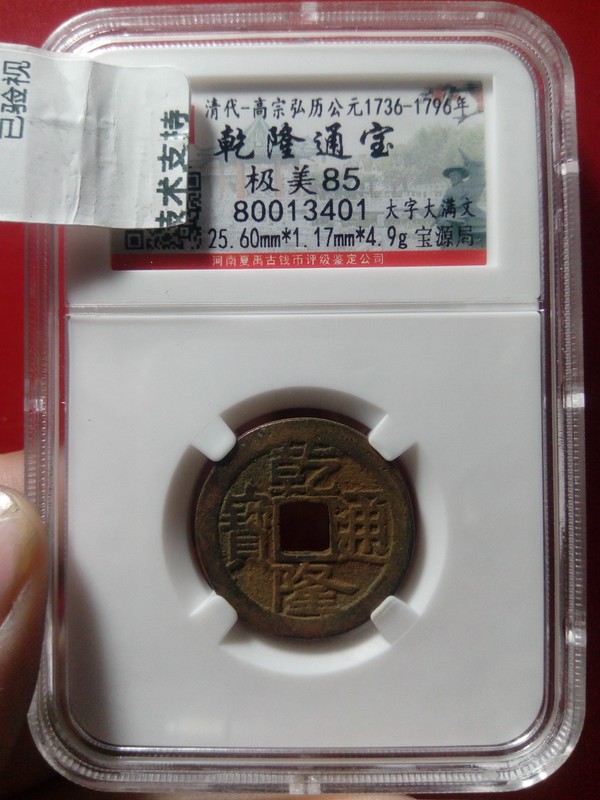 已验视
技术支持
清代-高宗弘历公元1736-1796年
乾隆通宝
极美85
80013401 大字大满文
25.60mm*1.17mm*4.9g 宝源局
河南夏禹古钱币评级鉴定公司
乾隆通寶